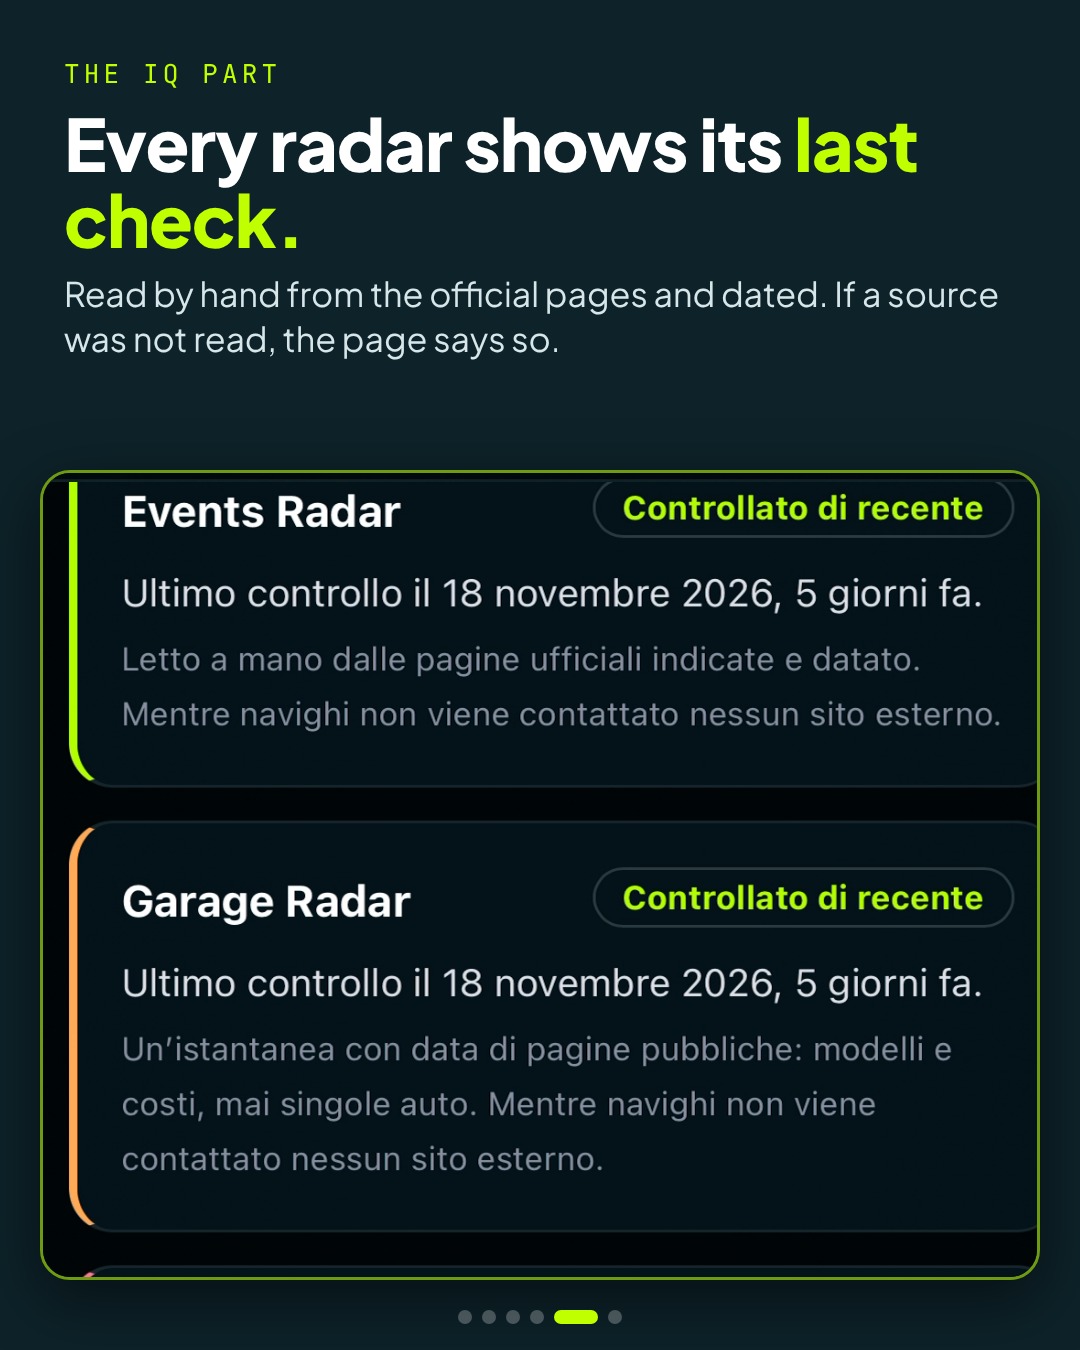 THE IQ PART
Every radar shows its last
check.
Read by hand from the official pages and dated. If a source
was not read, the page says so.
Events Radar
Controllato di recente
Ultimo controllo il 18 novembre 2026, 5 giorni fa.
Letto a mano dalle pagine ufficiali indicate e datato.
Mentre navighi non viene contattato nessun sito esterno.
Garage Radar
Controllato di recente
Ultimo controllo il 18 novembre 2026, 5 giorni fa.
Un’istantanea con data di pagine pubbliche: modelli e
costi, mai singole auto. Mentre navighi non viene
contattato nessun sito esterno.